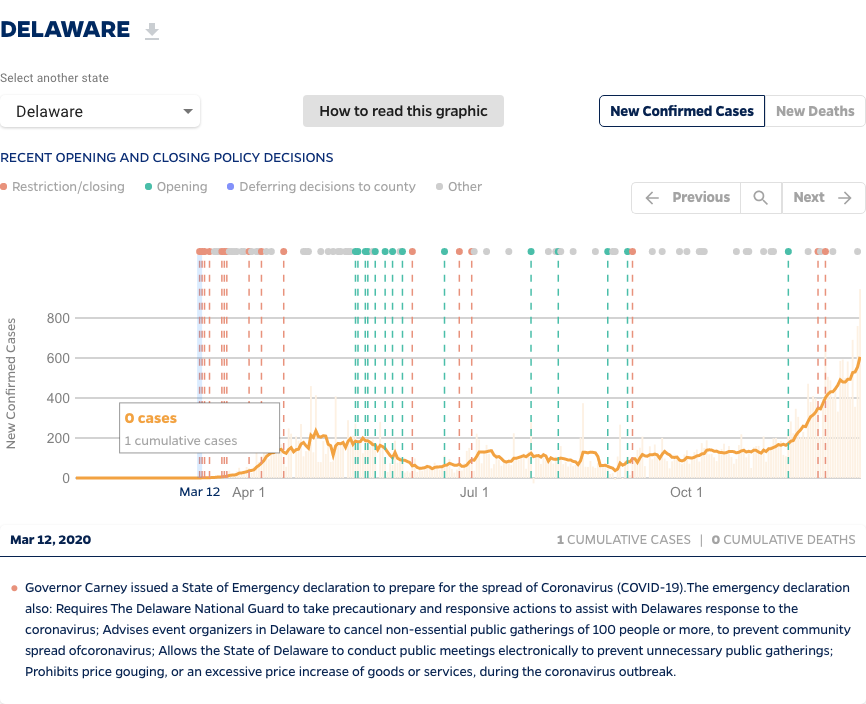 DELAWARE
Select another state
Delaware
How to read this graphic
New Confirmed Cases
New Deaths
RECENT OPENING AND CLOSING POLICY DECISIONS
Restriction/closing
Opening
Deferring decisions to county
Other
Previous
Next
New Confirmed Cases
800
600
400
200
0
0 cases
1 cumulative cases
Mar 12
Apr 1
Jul 1
Oct 1
Mar 12, 2020
1 CUMULATIVE CASES | 0 CUMULATIVE DEATHS
Governor Carney issued a State of Emergency declaration to prepare for the spread of Coronavirus (COVID-19).The emergency declaration
also: Requires The Delaware National Guard to take precautionary and responsive actions to assist with Delawares response to the
coronavirus; Advises event organizers in Delaware to cancel non-essential public gatherings of 100 people or more, to prevent community
spread ofcoronavirus; Allows the State of Delaware to conduct public meetings electronically to prevent unnecessary public gatherings;
Prohibits price gouging, or an excessive price increase of goods or services, during the coronavirus outbreak.